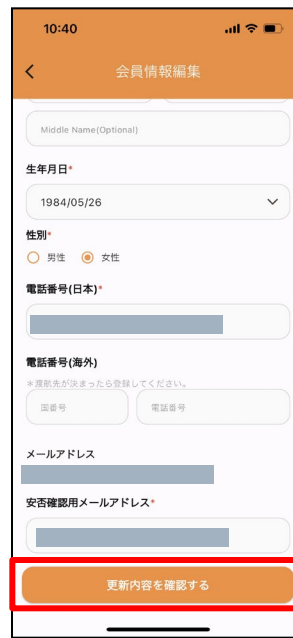 10:40
会員情報編集
Middle Name(Optional)
生年月日*
1984/05/26
性別*
男性 女性
電話番号(日本)*
電話番号(海外)
*渡航先が決まったら登録してください。
国番号 電話番号
メールアドレス
安否確認用メールアドレス*
更新内容を確認する